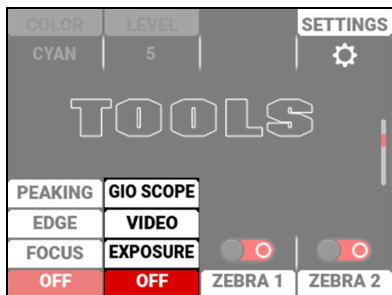 COLOR LEVEL SETTINGS
CYAN 5
TOOLS
PEAKING GIO SCOPE
EDGE VIDEO
FOCUS EXPOSURE
OFF OFF ZEBRA 1 ZEBRA 2